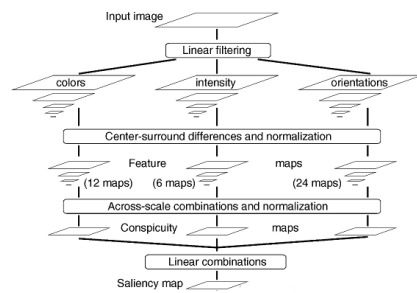 Input image
Linear filtering
colors intensity orientations
Center-surround differences and normalization
Feature maps
(12 maps) (6 maps) (24 maps)
Across-scale combinations and normalization
Conspicuity maps
Linear combinations
Saliency map